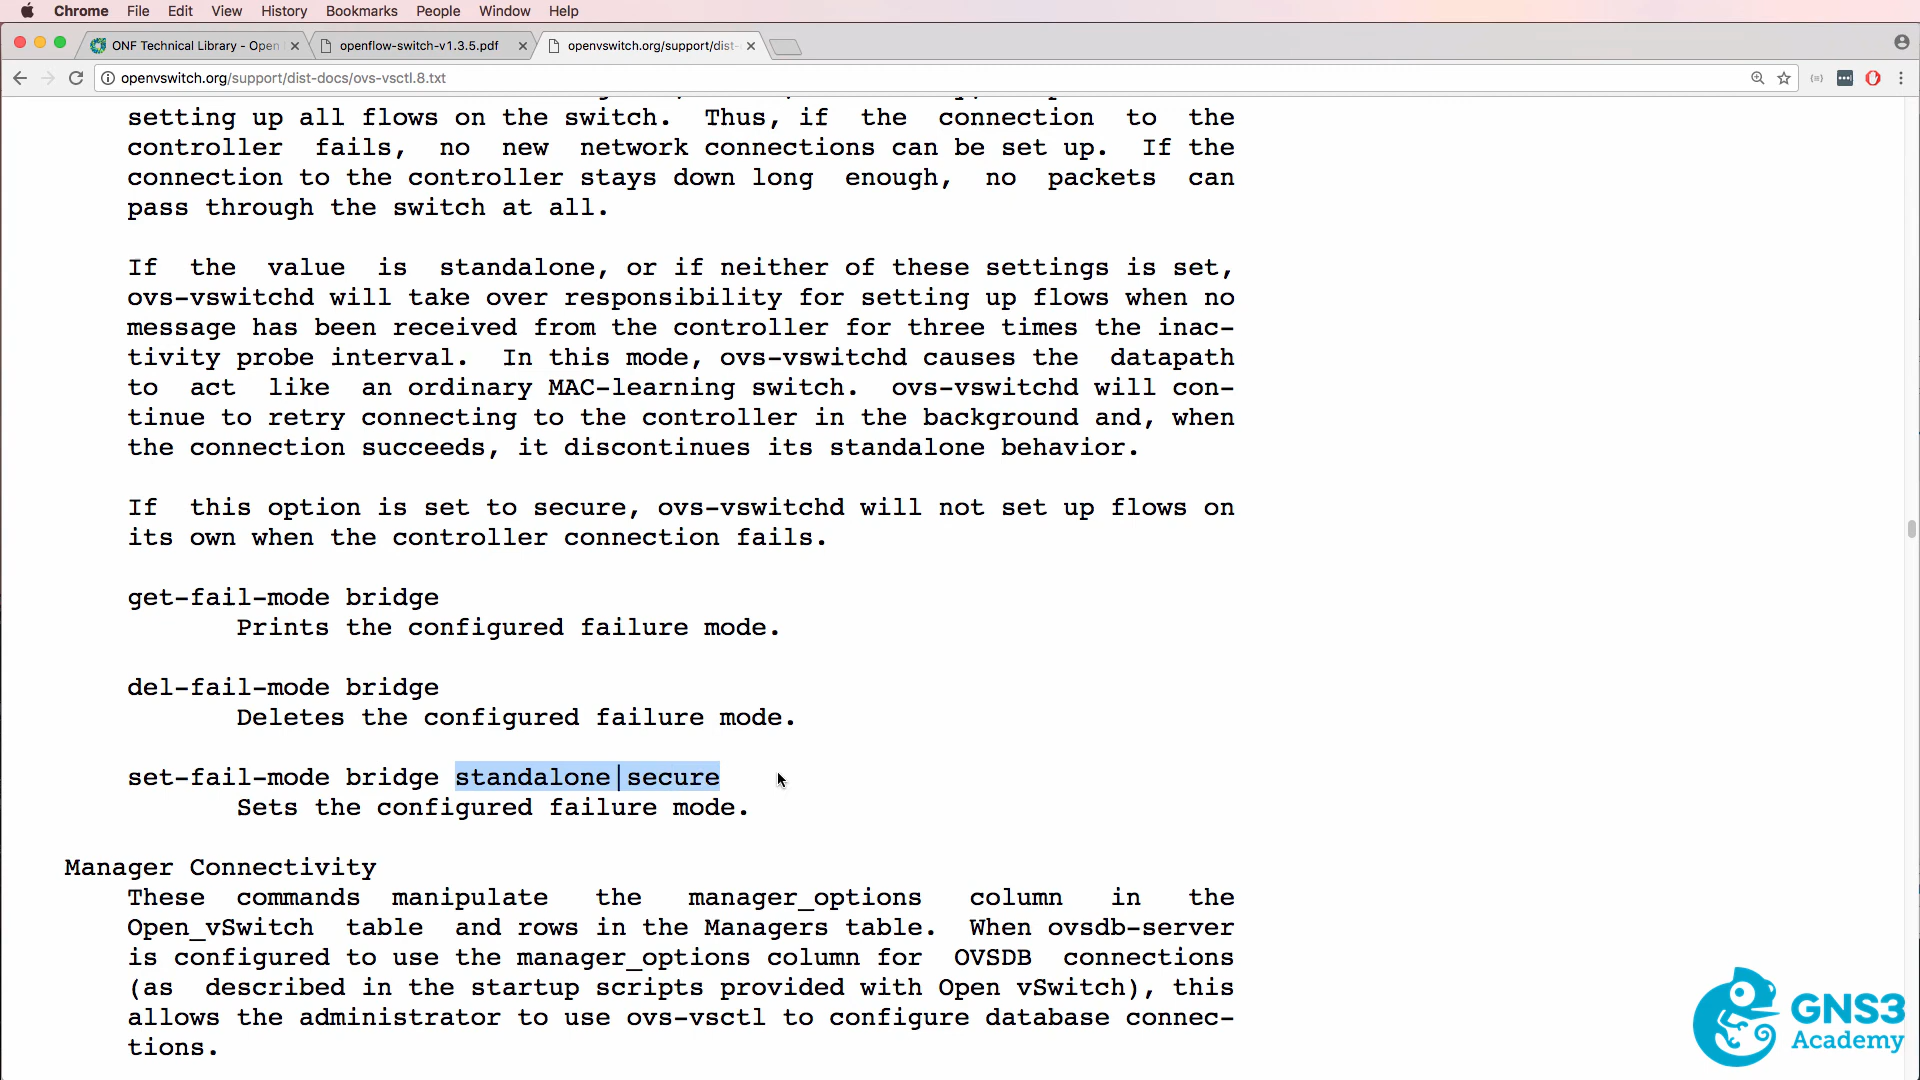 Chrome File Edit View History Bookmarks People Window Help
ONF Technical Library - Open
openflow-switch-v1.3.5.pdf
openvswitch.org/support/dist-
openvswitch.org/support/dist-docs/ovs-vsctl.8.txt
setting up all flows on the switch. Thus, if the connection to the
controller fails, no new network connections can be set up. If the
connection to the controller stays down long enough, no packets can
pass through the switch at all.
If the value is standalone, or if neither of these settings is set,
ovs-vswitchd will take over responsibility for setting up flows when no
message has been received from the controller for three times the inac-
tivity probe interval. In this mode, ovs-vswitchd causes the datapath
to act like an ordinary MAC-learning switch. ovs-vswitchd will con-
tinue to retry connecting to the controller in the background and, when
the connection succeeds, it discontinues its standalone behavior.
If this option is set to secure, ovs-vswitchd will not set up flows on
its own when the controller connection fails.
get-fail-mode bridge
Prints the configured failure mode.
del-fail-mode bridge
Deletes the configured failure mode.
set-fail-mode bridge standalone|secure
Sets the configured failure mode.
Manager Connectivity
These commands manipulate the manager_options column in the
Open_vSwitch table and rows in the Managers table. When ovsdb-server
is configured to use the manager_options column for OVSDB connections
(as described in the startup scripts provided with Open vSwitch), this
allows the administrator to use ovs-vsctl to configure database connec-
tions.
GNS3
Academy